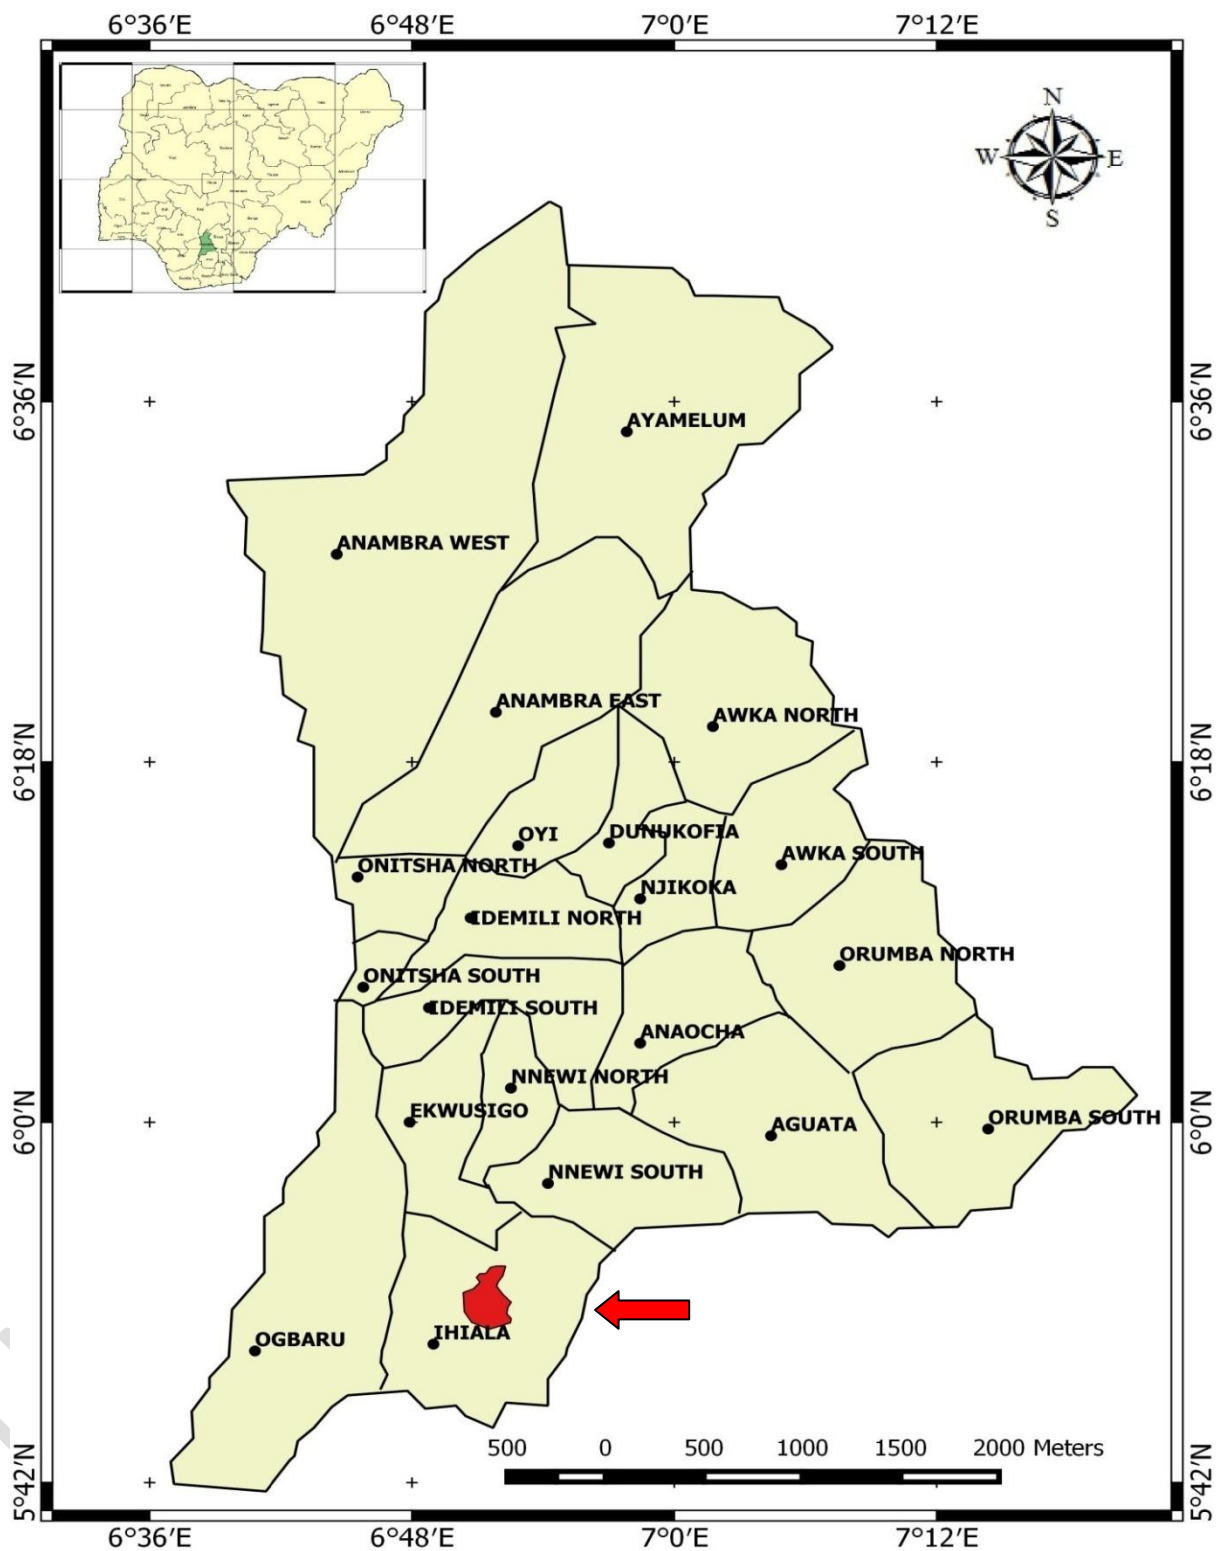 6°36'E 6°48'E 7°0'E 7°12'E
N
W E
S
6°36'N 6°36'N
AYAMELUM
ANAMBRA WEST
ANAMBRA EAST
AWKA NORTH
6°18'N 6°18'N
OYI
DUNUKOFIA
AWKA SOUTH
ONITSHA NORTH
NJIKOKA
IDEMILI NORTH
ORUMBA NORTH
ONITSHA SOUTH
IDEMILI SOUTH
ANAOCHA
NNEWI NORTH
EKWUSIGO
6°0'N 6°0'N
AGUATA
ORUMBA SOUTH
NNEWI SOUTH
IHIALA
OGBARU
500 0 500 1000 1500 2000 Meters
5°42'N 5°42'N
6°36'E 6°48'E 7°0'E 7°12'E